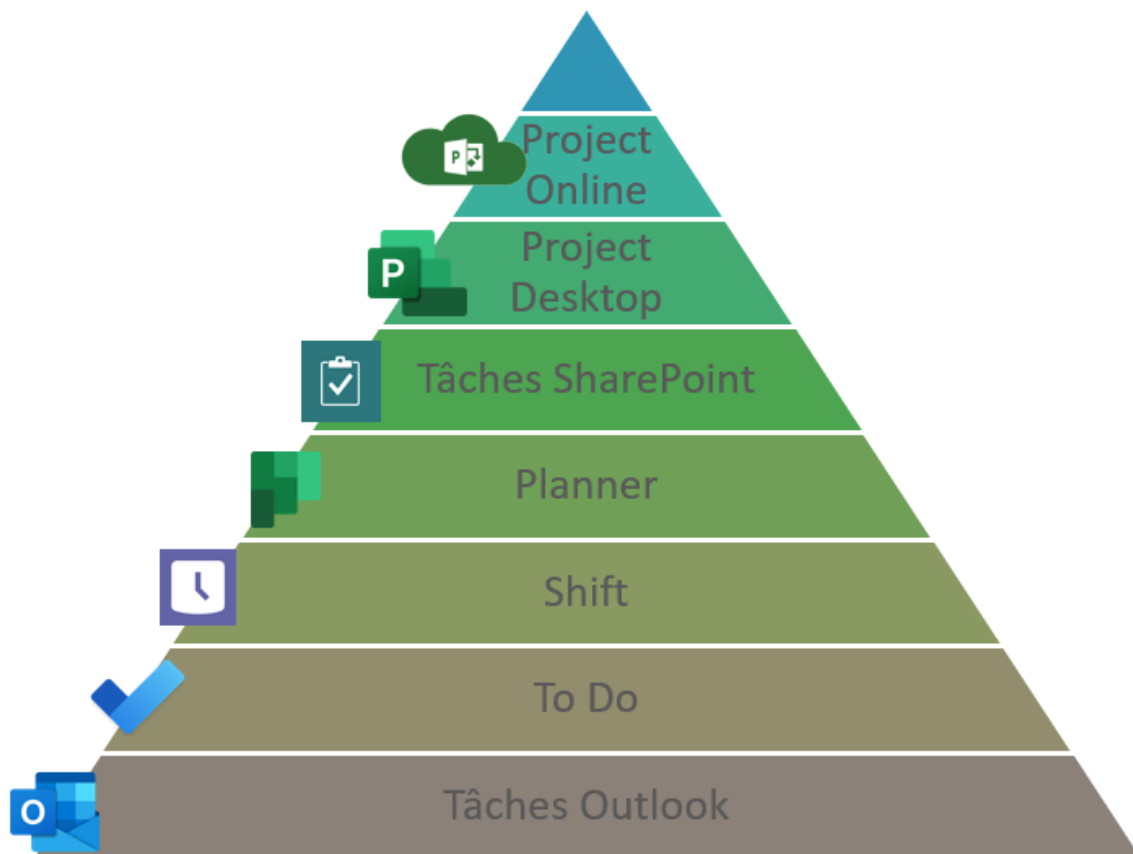 Project
Online
P
Project
Desktop
P
Tâches SharePoint
Planner
Shift
To Do
Tâches Outlook
O